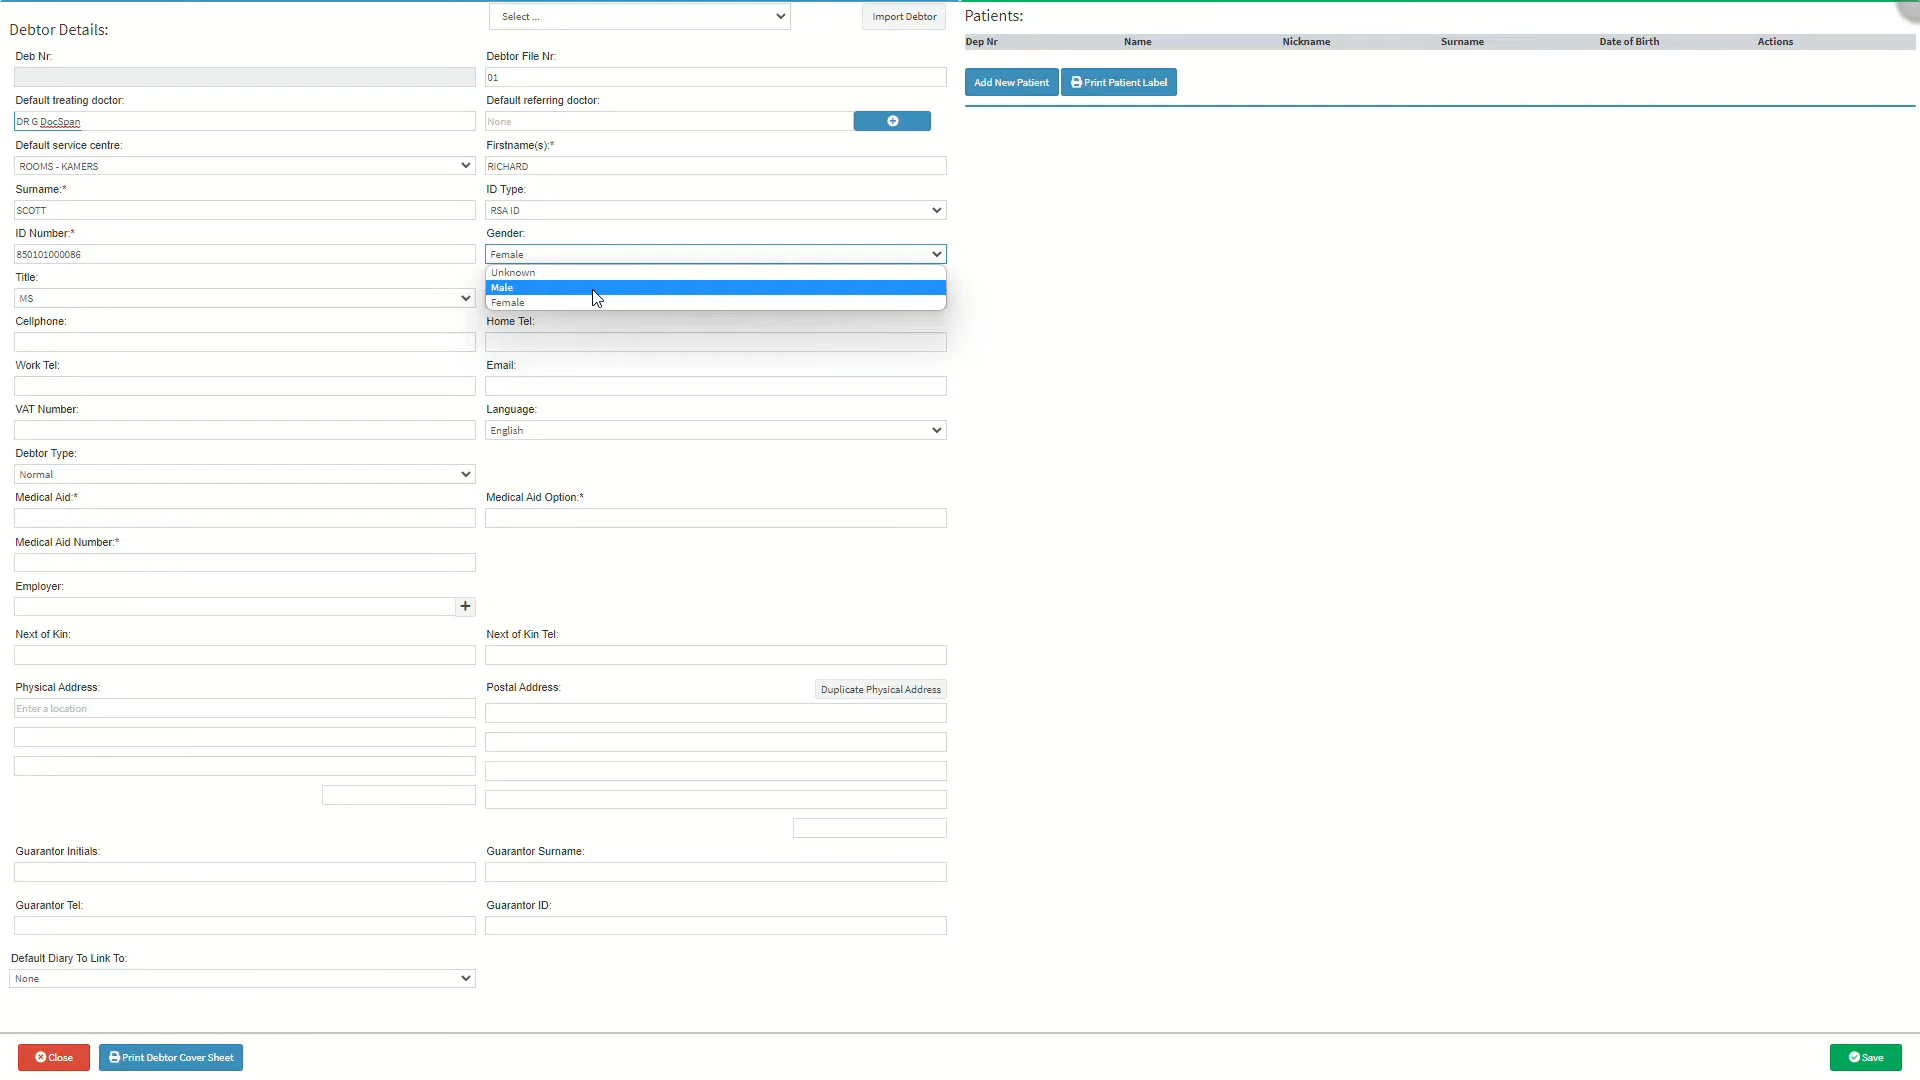 Debtor Details:
Select ...
Import Debtor
Deb Nr:
Debtor File Nr:
01
Default treating doctor:
Default referring doctor:
DR G DocSpan
None
Default service centre:
Firstname(s):*
ROOMS - KAMERS
RICHARD
Surname:*
ID Type:
SCOTT
RSA ID
ID Number:*
Gender:
850101000086
Female
Unknown
Male
Female
Title:
MS
Cellphone:
Home Tel:
Work Tel:
Email:
VAT Number:
Language:
English
Debtor Type:
Normal
Medical Aid:*
Medical Aid Option:*
Medical Aid Number:*
Employer:
Next of Kin:
Next of Kin Tel:
Physical Address:
Postal Address:
Duplicate Physical Address
Enter a location
Guarantor Initials:
Guarantor Surname:
Guarantor Tel:
Guarantor ID:
Default Diary To Link To:
None
Patients:
Dep Nr Name Nickname Surname Date of Birth Actions
Add New Patient
Print Patient Label
Close
Print Debtor Cover Sheet
Save